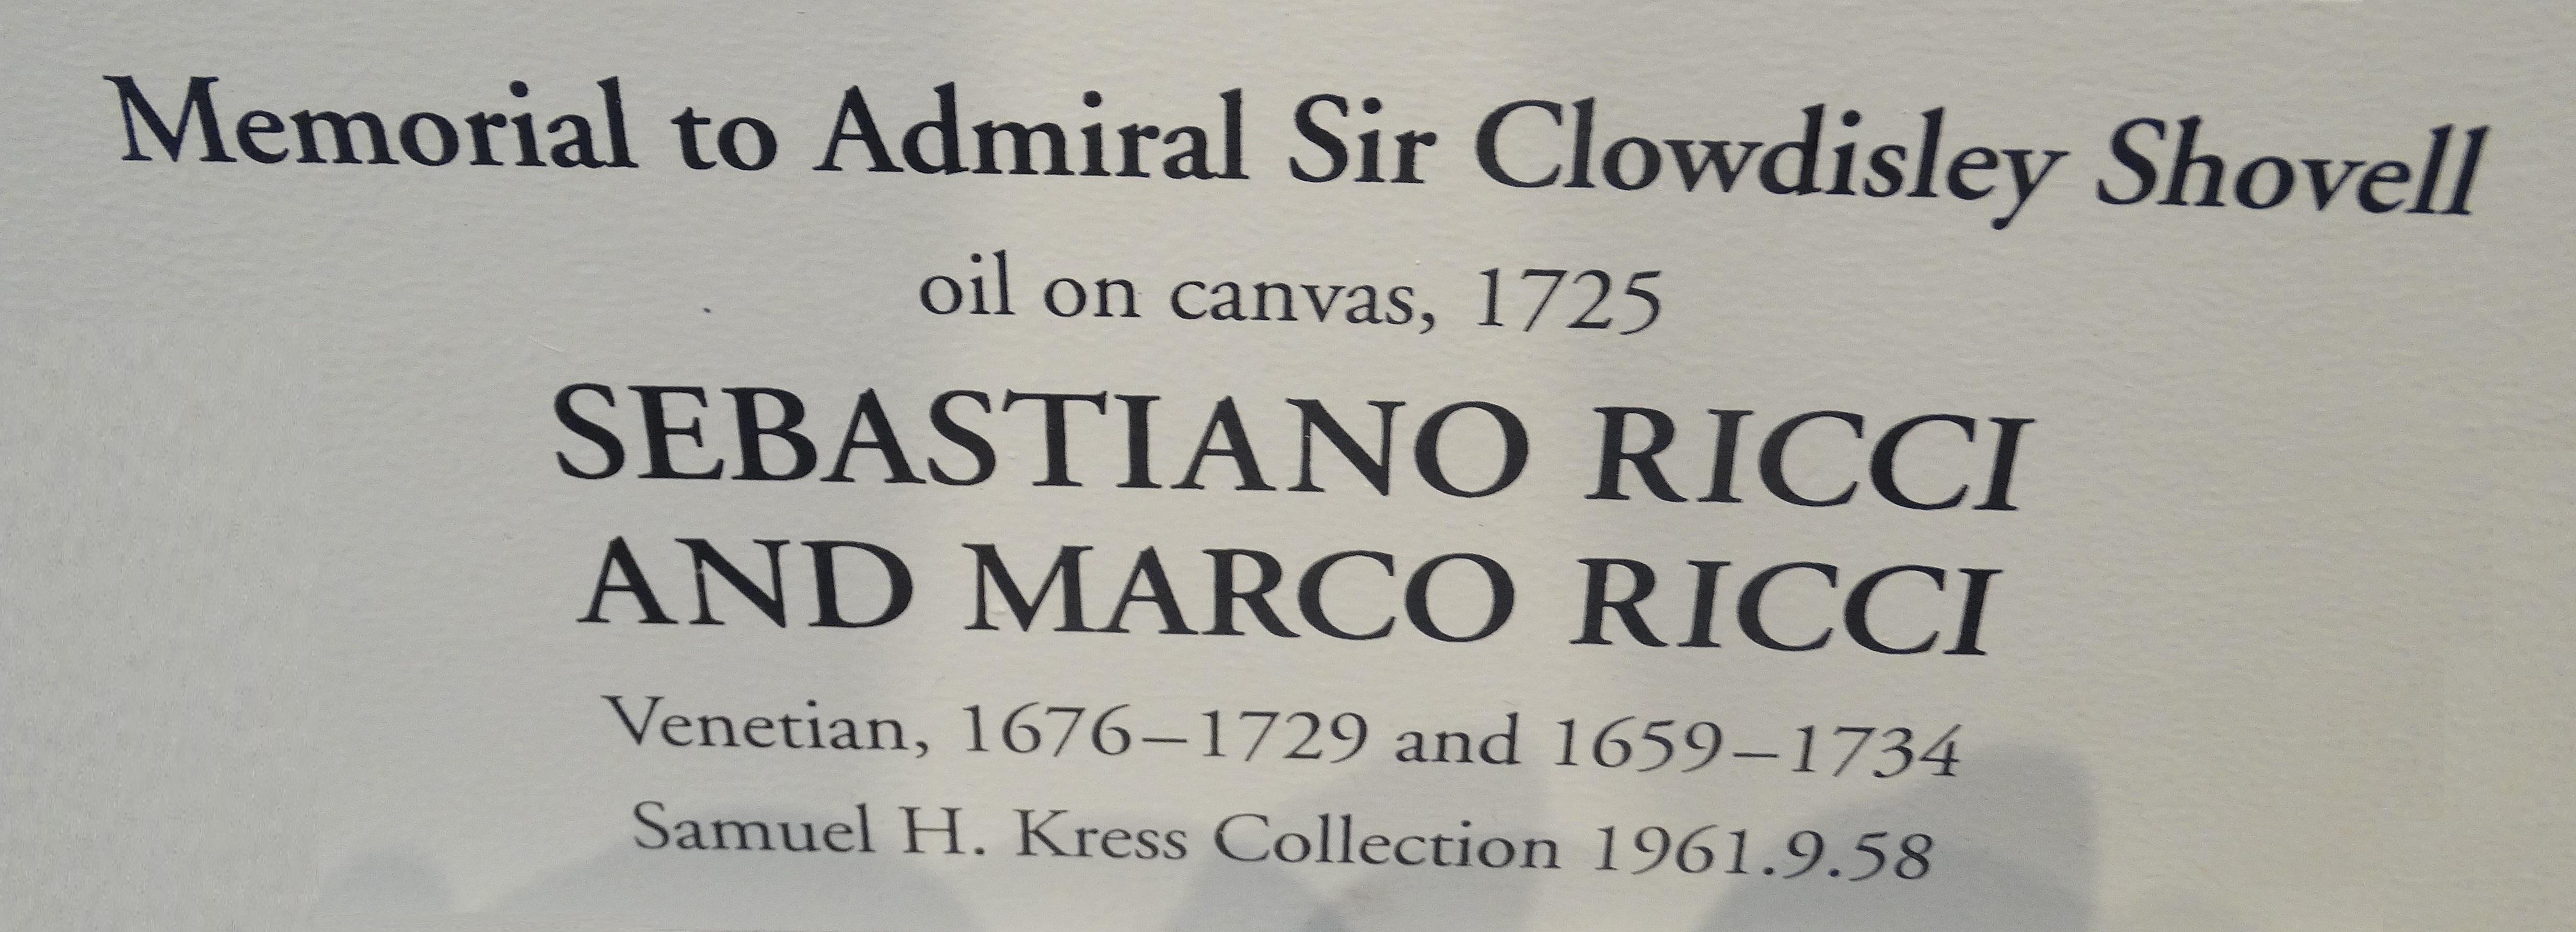 Memorial to Admiral Sir Clowdisley Shovell
oil on canvas, 1725
SEBASTIANO RICCI
AND MARCO RICCI
Venetian, 1676–1729 and 1659–1734
Samuel H. Kress Collection 1961.9.58